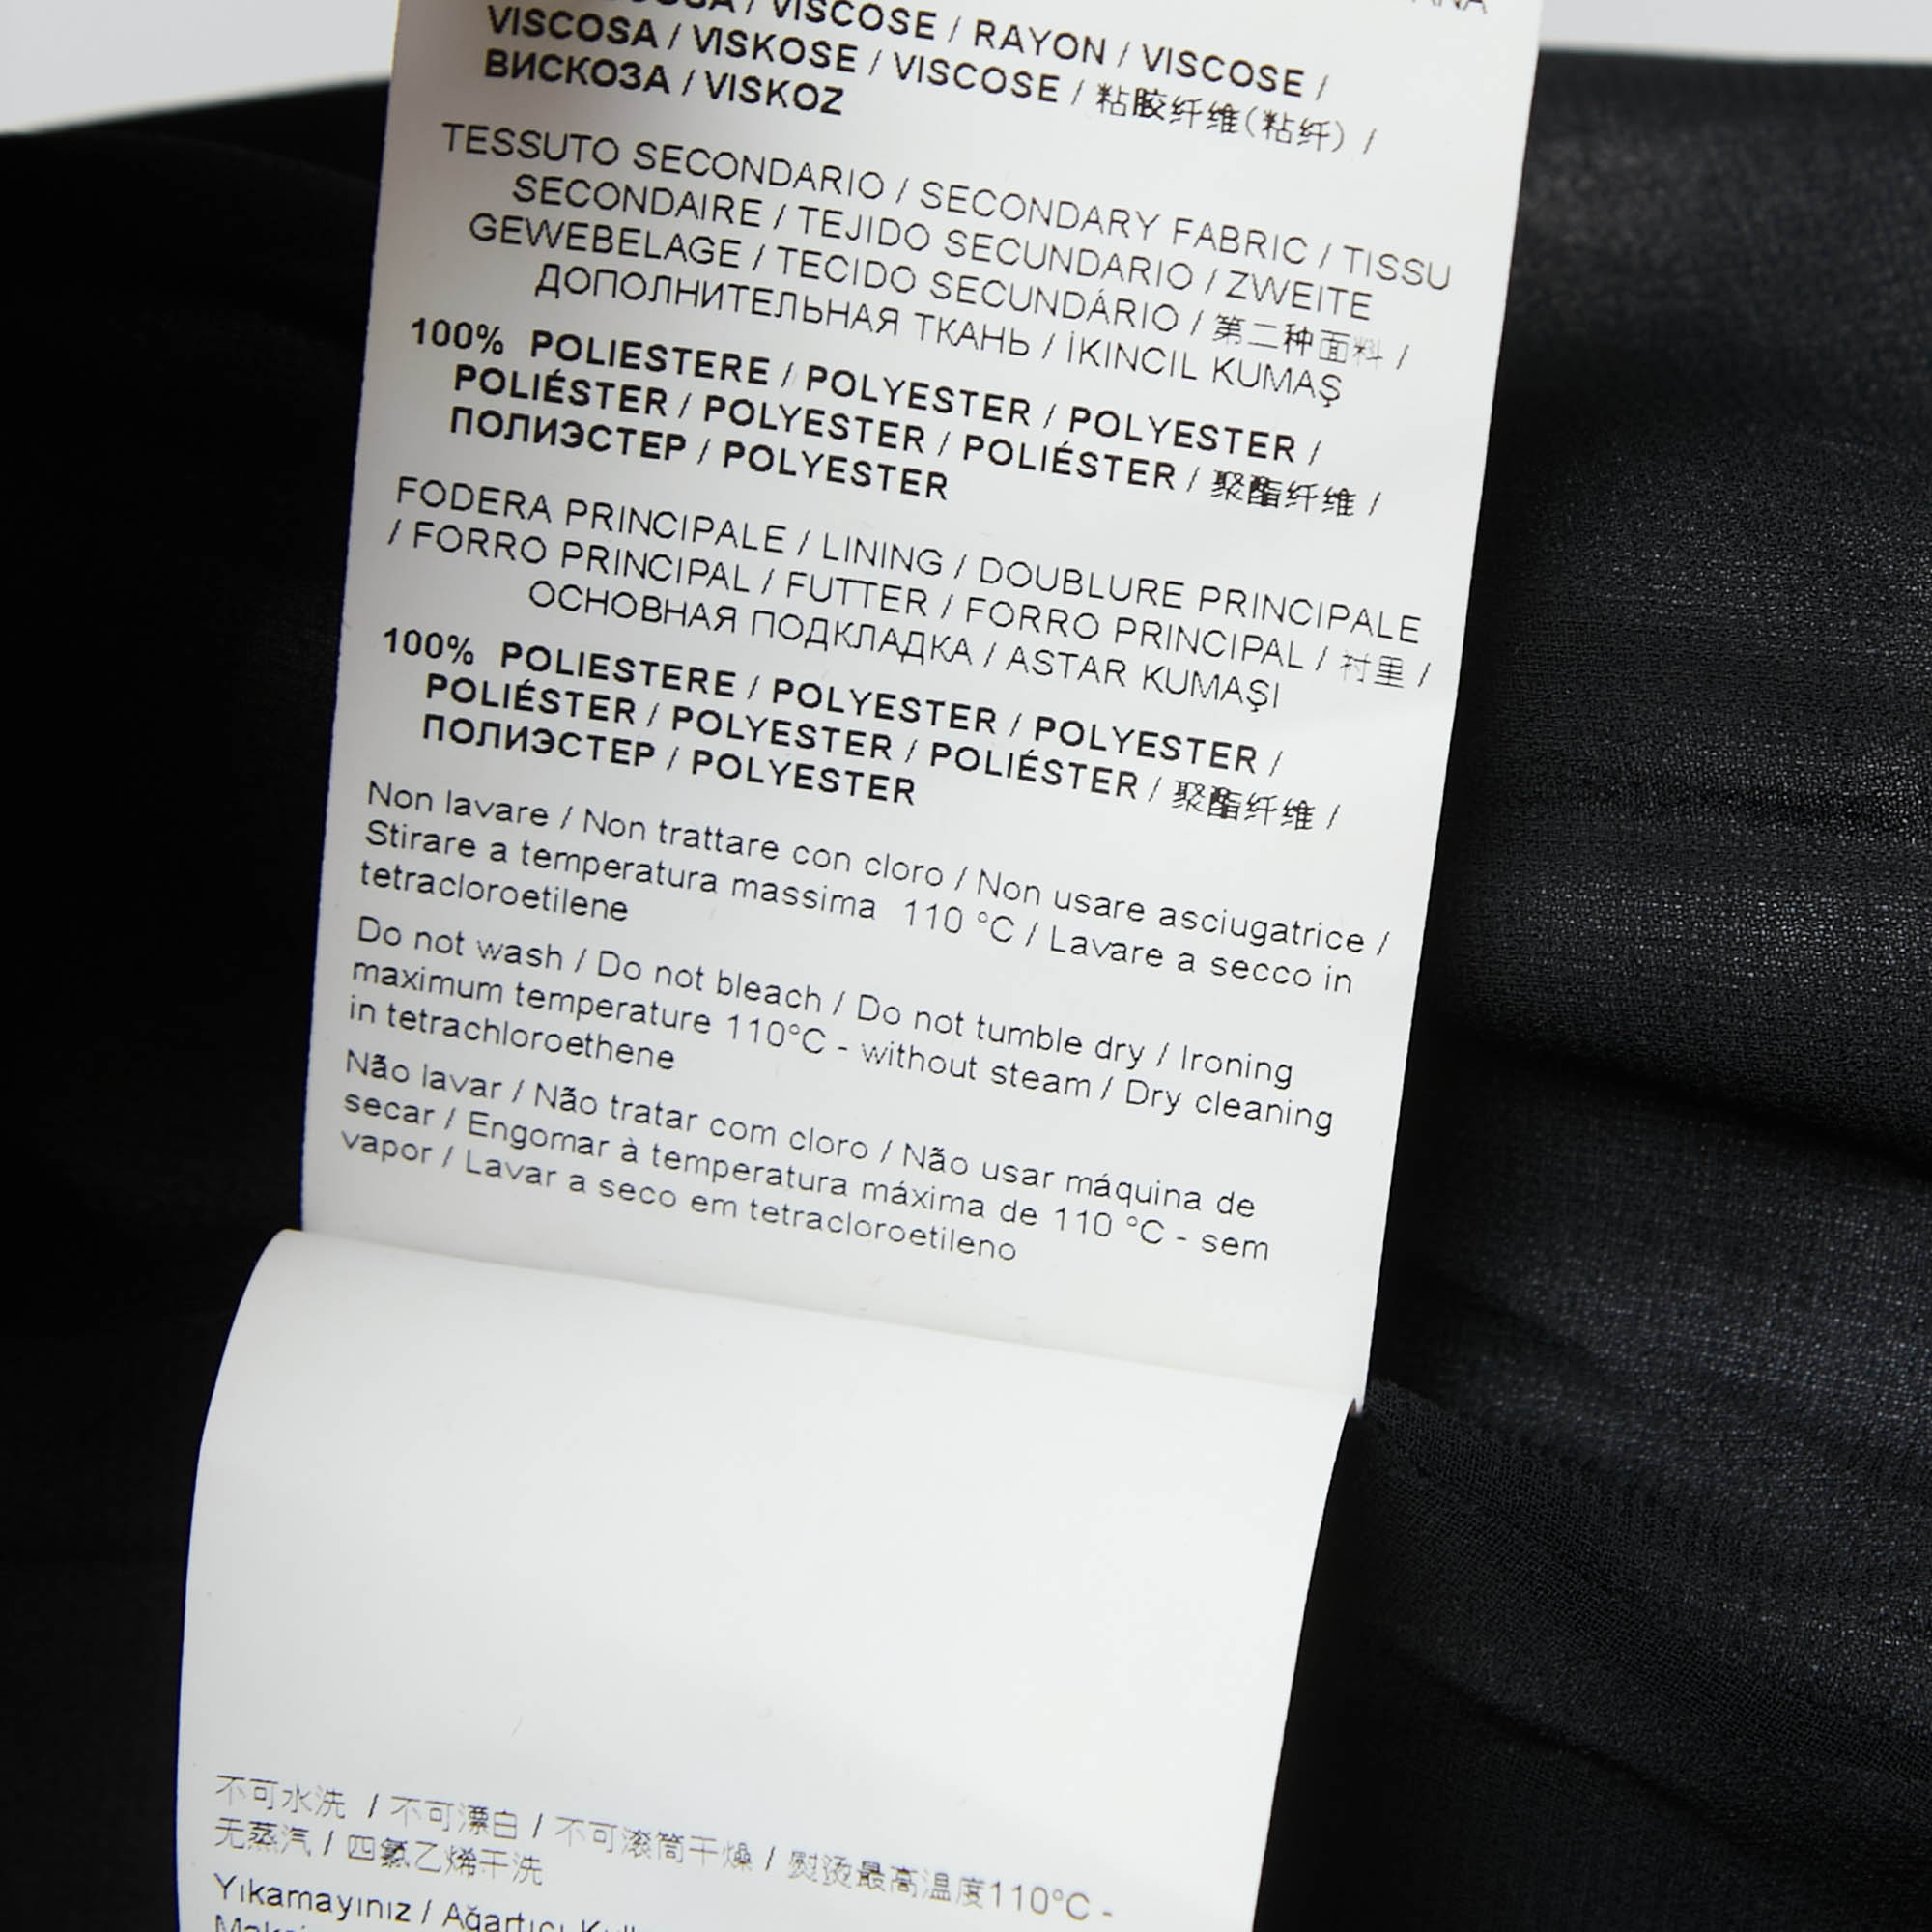 / VISCOSE / RAYON / VISCOSE /
VISCOSA / VISKOSE / VISCOSE / 粘胶纤维(粘纤) /
ВИСКОЗА / VISKOZ
TESSUTO SECONDARIO / SECONDARY FABRIC / TISSU
SECONDAIRE / TEJIDO SECUNDARIO / ZWEITE
GEWEBELAGE / TECIDO SECUNDÁRIO / 第二种面料 /
ДОПОЛНИТЕЛЬНАЯ ТКАНЬ / İKINCIL KUMAŞ
100% POLIESTERE / POLYESTER / POLYESTER /
POLIÉSTER / POLYESTER / POLIÉSTER / 聚酯纤维 /
ПОЛИЭСТЕР / POLYESTER
FODERA PRINCIPALE / LINING / DOUBLURE PRINCIPALE
/ FORRO PRINCIPAL / FUTTER / FORRO PRINCIPAL / 衬里 /
ОСНОВНАЯ ПОДКЛАДКА / ASTAR KUMAŞI
100% POLIESTERE / POLYESTER / POLYESTER /
POLIÉSTER / POLYESTER / POLIÉSTER / 聚酯纤维 /
ПОЛИЭСТЕР / POLYESTER
Non lavare / Non trattare con cloro / Non usare asciugatrice /
Stirare a temperatura massima 110 °C / Lavare a secco in
tetracloroetilene
Do not wash / Do not bleach / Do not tumble dry / Ironing
maximum temperature 110°C - without steam / Dry cleaning
in tetrachloroethene
Não lavar / Não tratar com cloro / Não usar máquina de
secar / Engomar à temperatura máxima de 110 °C - sem
vapor / Lavar a seco em tetracloroetileno
不可水洗 / 不可漂白 / 不可滚筒干燥 / 熨烫最高温度110°C -
无蒸汽 / 四氯乙烯干洗
Yıkamayınız / Ağartıcı